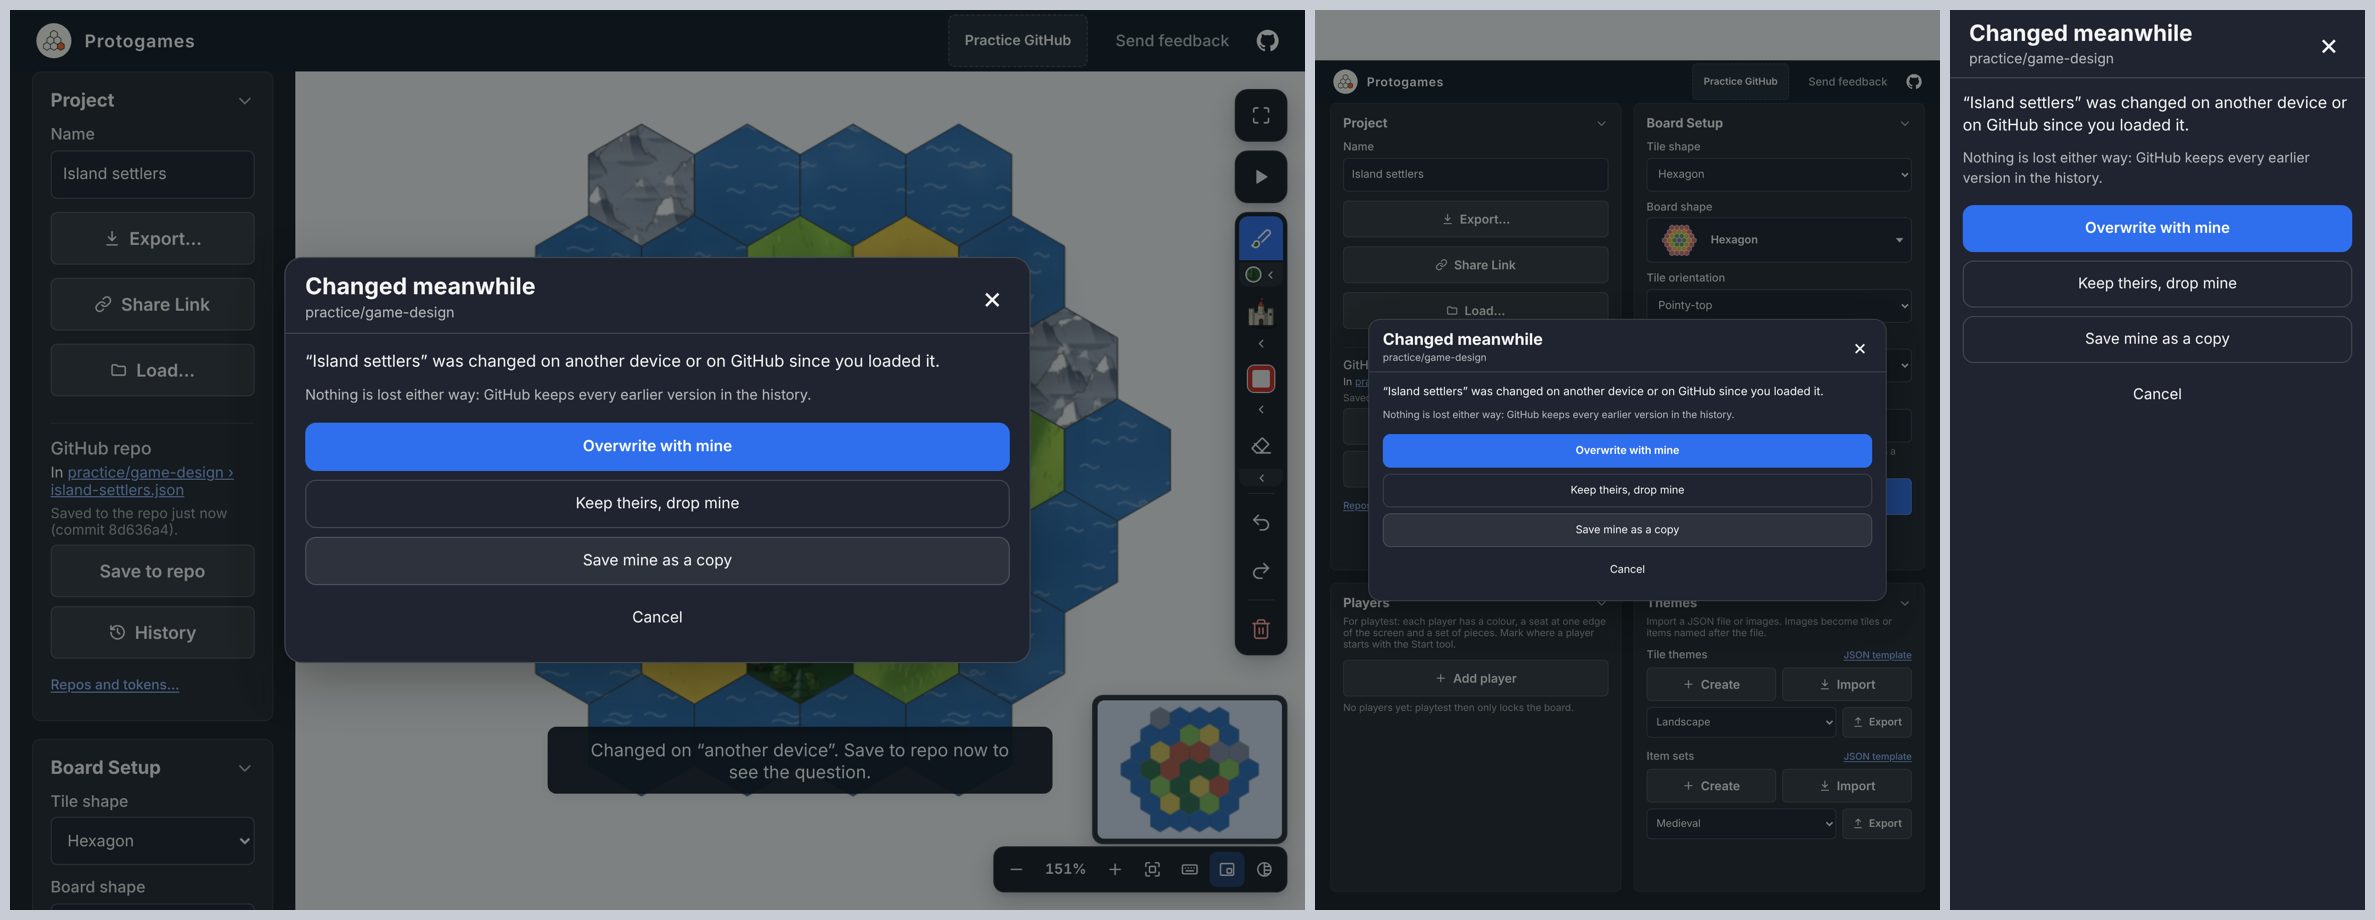 Protogames
Practice GitHub
Send feedback
Project
Name
Island settlers
Export...
Share Link
Load...
GitHub repo
In practice/game-design ›
island-settlers.json
Saved to the repo just now
(commit 8d636a4).
Save to repo
History
Repos and tokens...
Board Setup
Tile shape
Hexagon
Board shape
Changed meanwhile
practice/game-design
“Island settlers” was changed on another device or on GitHub since you loaded it.
Nothing is lost either way: GitHub keeps every earlier version in the history.
Overwrite with mine
Keep theirs, drop mine
Save mine as a copy
Cancel
Changed on “another device”. Save to repo now to
see the question.
151%
Protogames
Practice GitHub
Send feedback
Project
Name
Island settlers
Export...
Share Link
Load...
Board Setup
Tile shape
Hexagon
Board shape
Hexagon
Tile orientation
Pointy-top
GitH
In pr
Saved
Repos
a
Changed meanwhile
practice/game-design
“Island settlers” was changed on another device or on GitHub since you loaded it.
Nothing is lost either way: GitHub keeps every earlier version in the history.
Overwrite with mine
Keep theirs, drop mine
Save mine as a copy
Cancel
Players
For playtest: each player has a colour, a seat at one edge
of the screen and a set of pieces. Mark where a player
starts with the Start tool.
Add player
No players yet: playtest then only locks the board.
Themes
Import a JSON file or images. Images become tiles or
items named after the file.
Tile themes
JSON template
Create
Import
Landscape
Export
Item sets
JSON template
Create
Import
Medieval
Export
Changed meanwhile
practice/game-design
“Island settlers” was changed on another device or
on GitHub since you loaded it.
Nothing is lost either way: GitHub keeps every earlier
version in the history.
Overwrite with mine
Keep theirs, drop mine
Save mine as a copy
Cancel